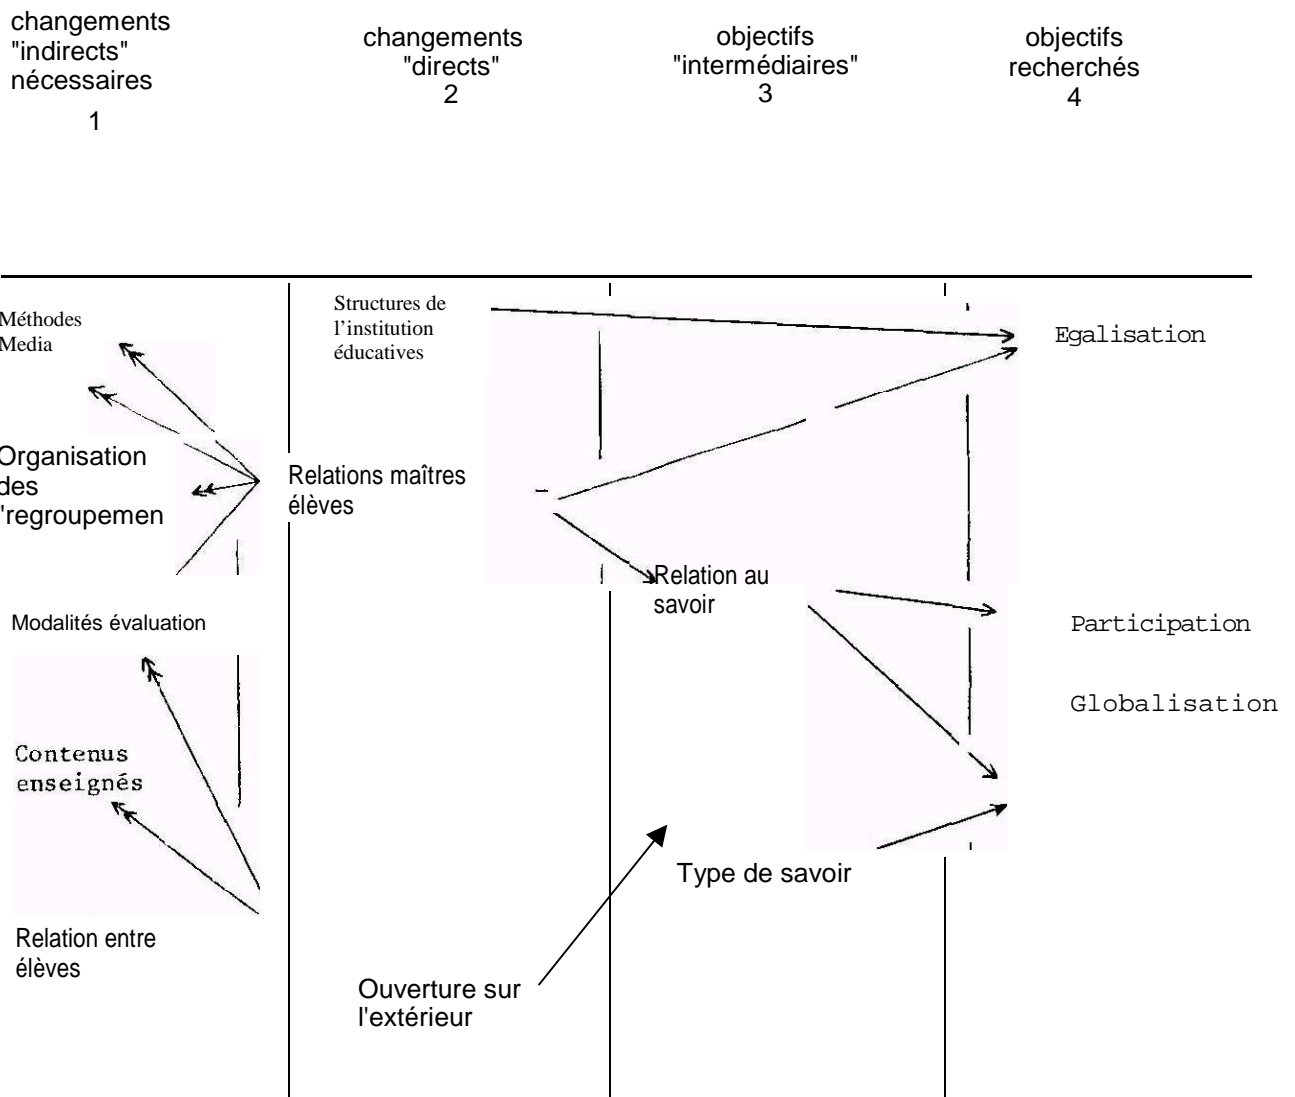 changements
"indirects"
nécessaires
1
changements
"directs"
2
objectifs
"intermédiaires"
3
objectifs
recherchés
4
Méthodes
Media
Organisation
des
"regroupemen
Modalités évaluation
Contenus
enseignés
Relation entre
élèves
Structures de
l'institution
éducatives
Relations maîtres
élèves
Ouverture sur
l'extérieur
Relation au
savoir
Type de savoir
Egalisation
Participation
Globalisation